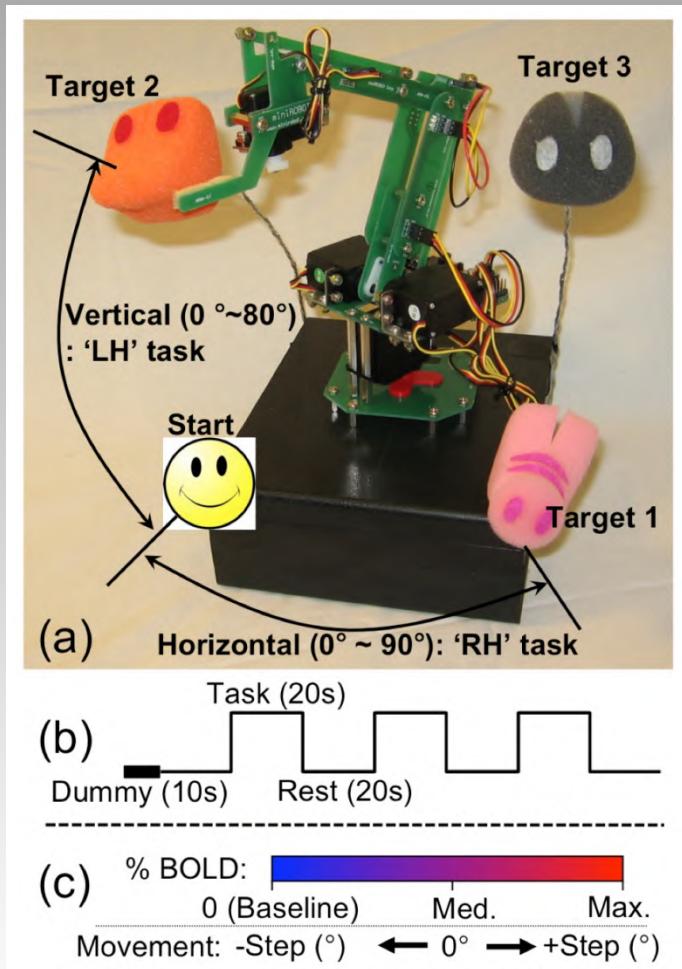 Target 2
Target 3
Vertical (0 °~80°)
: 'LH' task
Start
Target 1
(a)
Horizontal (0° ~ 90°): 'RH' task
Task (20s)
(b)
Dummy (10s)
Rest (20s)
(c)
% BOLD:
0 (Baseline)
Med.
Max.
Movement: -Step (°) 0° +Step (°)